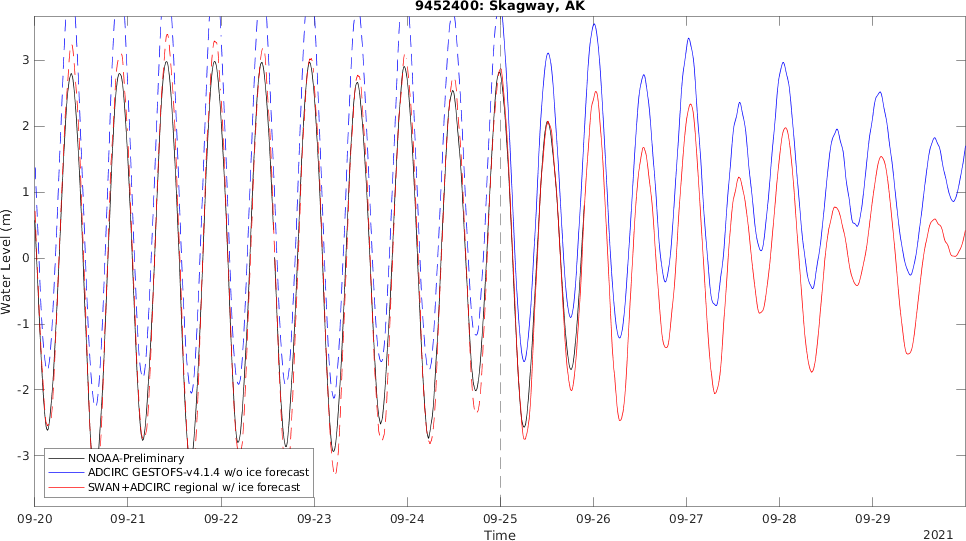 9452400: Skagway, AK
Water Level (m)
3
2
1
0
-1
-2
-3
NOAA-Preliminary
ADCIRC GESTOFS-v4.1.4 w/o ice forecast
SWAN+ADCIRC regional w/ ice forecast
09-20 09-21 09-22 09-23 09-24 09-25 09-26 09-27 09-28 09-29
Time
2021